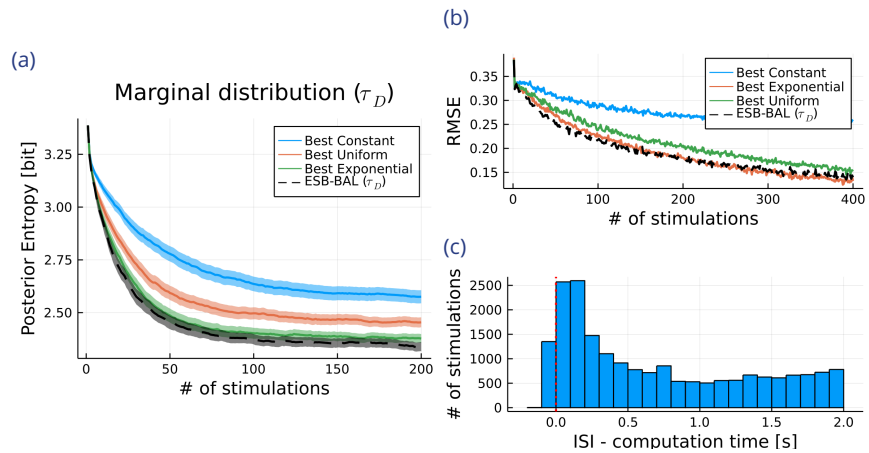 (a)
Marginal distribution (τ_D)
Posterior Entropy [bit]
3.25
3.00
2.75
2.50
0
50
100
150
200
# of stimulations
Best Constant
Best Uniform
Best Exponential
ESB-BAL (τ_D)
(b)
RMSE
0.35
0.30
0.25
0.20
0.15
0
100
200
300
400
# of stimulations
Best Constant
Best Exponential
Best Uniform
ESB-BAL (τ_D)
(c)
# of stimulations
2500
2000
1500
1000
500
0
0.0
0.5
1.0
1.5
2.0
ISI - computation time [s]